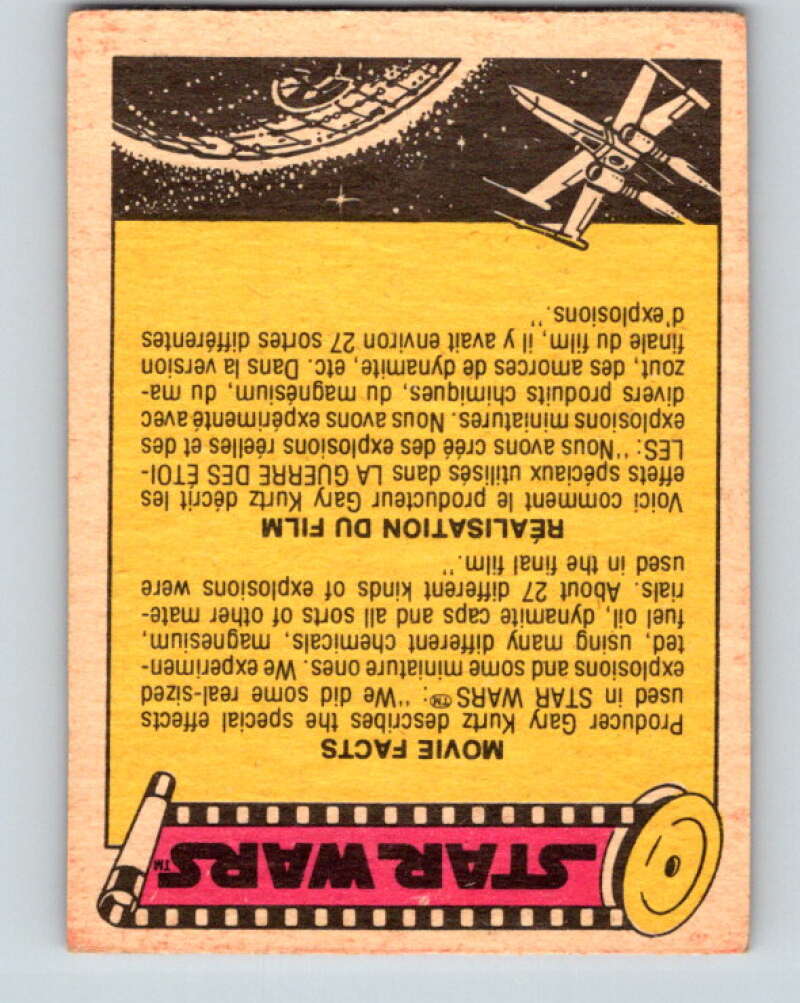 STAR WARS™
MOVIE FACTS
Producer Gary Kurtz describes the special effects
used in STAR WARS™: "We did some real-sized
explosions and some miniature ones. We experimen-
ted, using many different chemicals, magnesium,
fuel oil, dynamite caps and all sorts of other mate-
rials. About 27 different kinds of explosions were
used in the final film."
RÉALISATION DU FILM
Voici comment le producteur Gary Kurtz décrit les
effets spéciaux utilisés dans LA GUERRE DES ÉTOI-
LES: "Nous avons créé des explosions réelles et des
explosions miniatures. Nous avons expérimenté avec
divers produits chimiques, du magnésium, du ma-
zout, des amorces de dynamite, etc. Dans la version
finale du film, il y avait environ 27 sortes différentes
d'explosions."